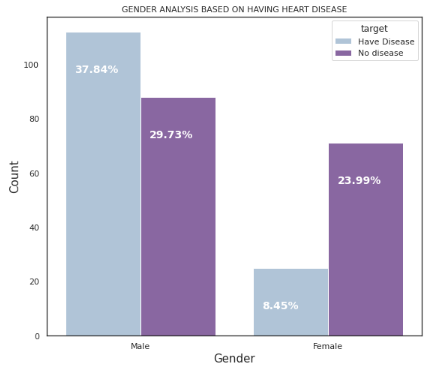 GENDER ANALYSIS BASED ON HAVING HEART DISEASE
target
Have Disease
No disease
100
80
60
40
20
0
Count
37.84%
29.73%
8.45%
23.99%
Male
Female
Gender